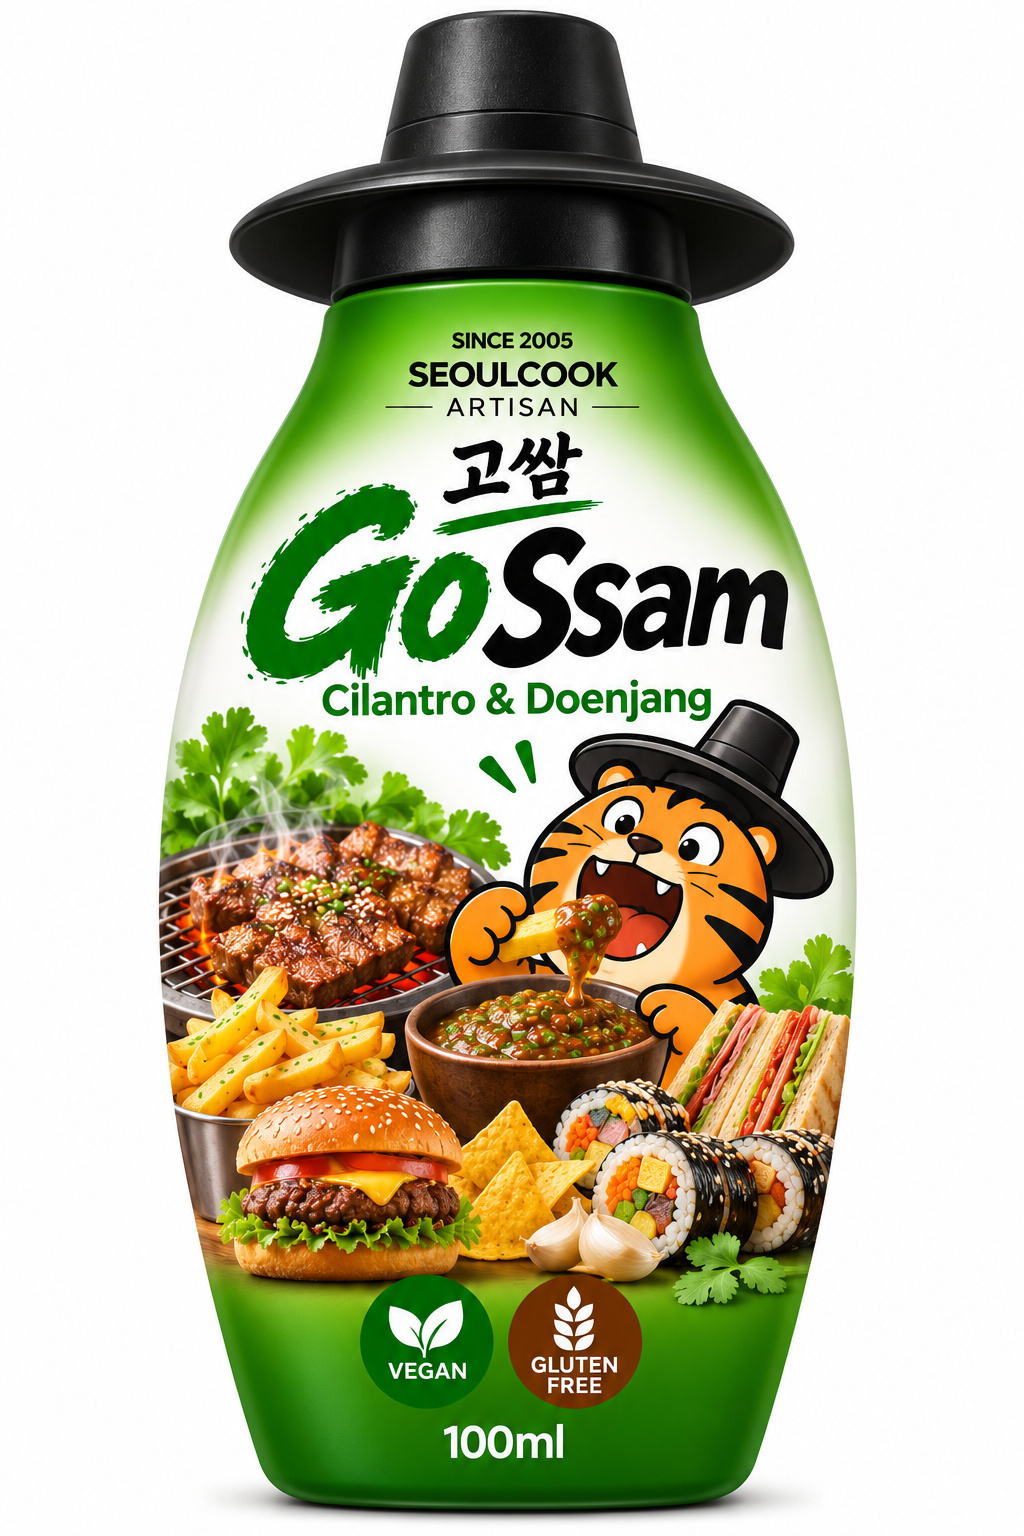 SINCE 2005
SEOULCOOK
ARTISAN
고쌈
GoSsam
Cilantro & Doenjang
VEGAN
GLUTEN
FREE
100ml